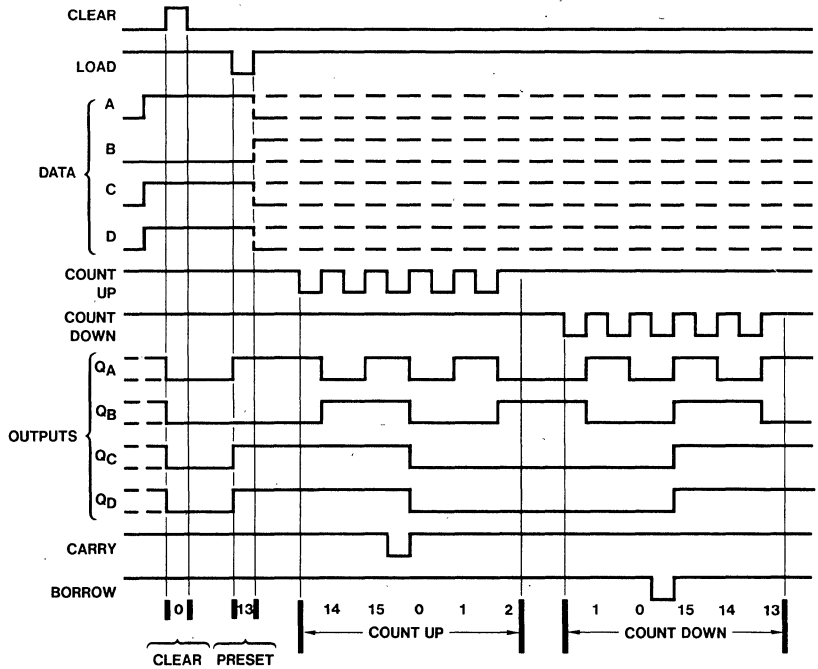 CLEAR
LOAD
A
B
DATA
C
D
COUNT
UP
COUNT
DOWN
QA
QB
OUTPUTS
QC
QD
CARRY
BORROW
0 13 14 15 0 1 2 1 0 15 14 13
COUNT UP COUNT DOWN
CLEAR PRESET